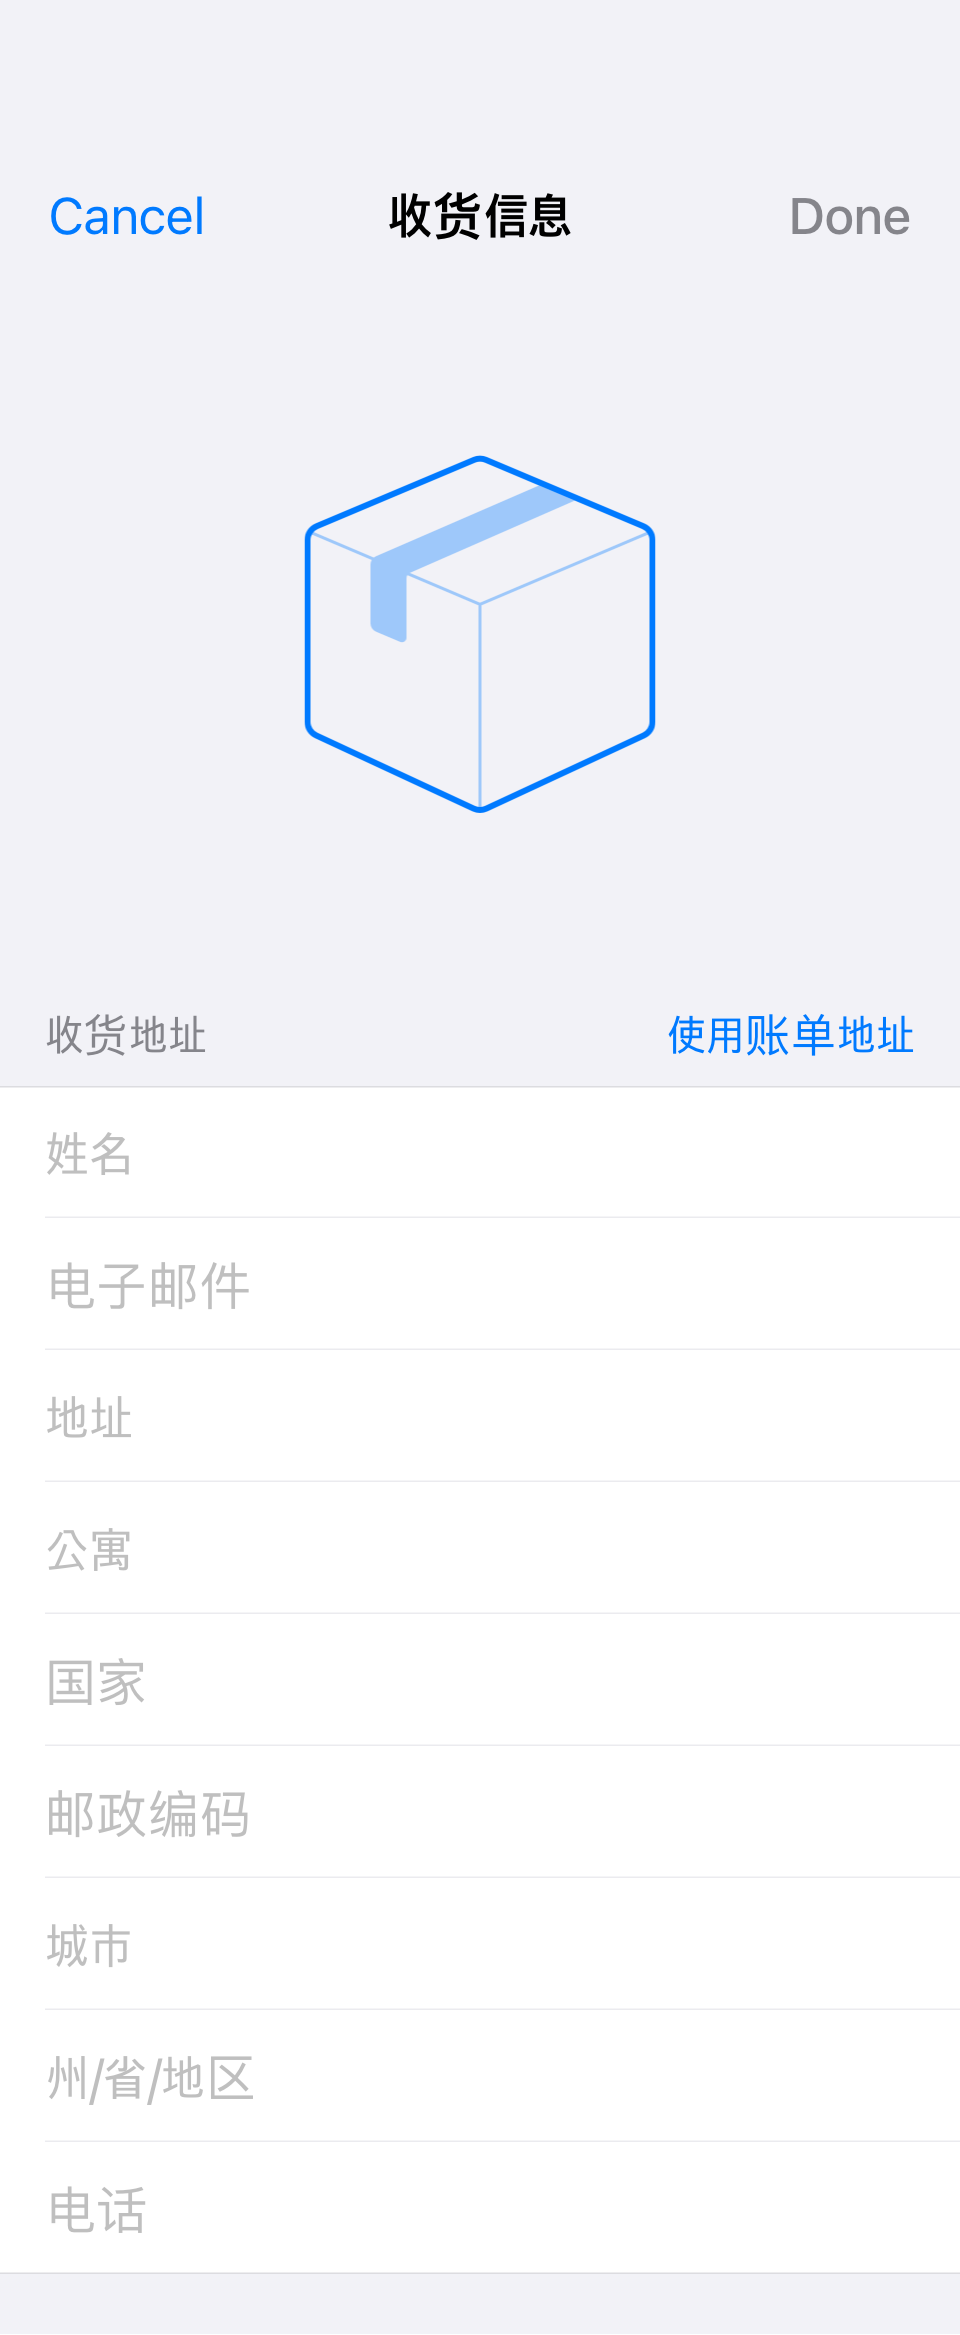 Cancel 收货信息 Done
收货地址 使用账单地址
姓名
电子邮件
地址
公寓
国家
邮政编码
城市
州/省/地区
电话